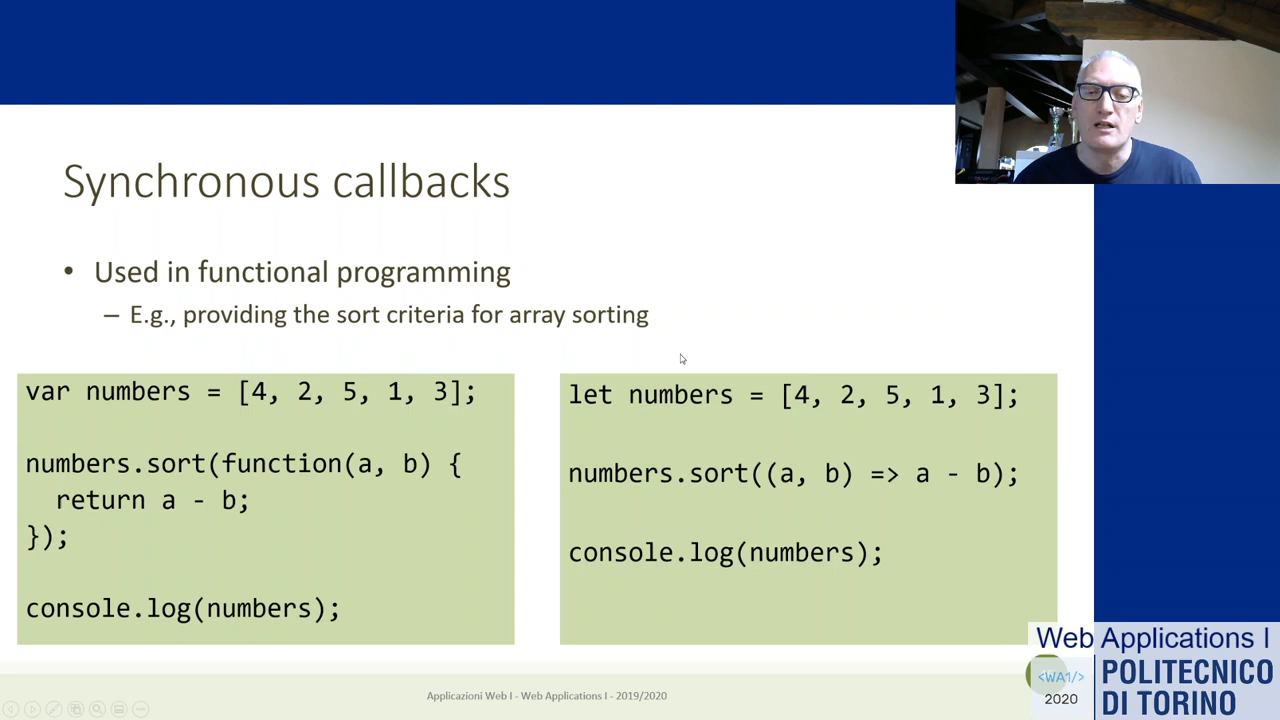 Synchronous callbacks
• Used in functional programming
– E.g., providing the sort criteria for array sorting
var numbers = [4, 2, 5, 1, 3];
numbers.sort(function(a, b) {
  return a - b;
});
console.log(numbers);
let numbers = [4, 2, 5, 1, 3];
numbers.sort((a, b) => a - b);
console.log(numbers);
Applicazioni Web I - Web Applications I - 2019/2020
Web Applications I
<WA1/>
2020
POLITECNICO
DI TORINO